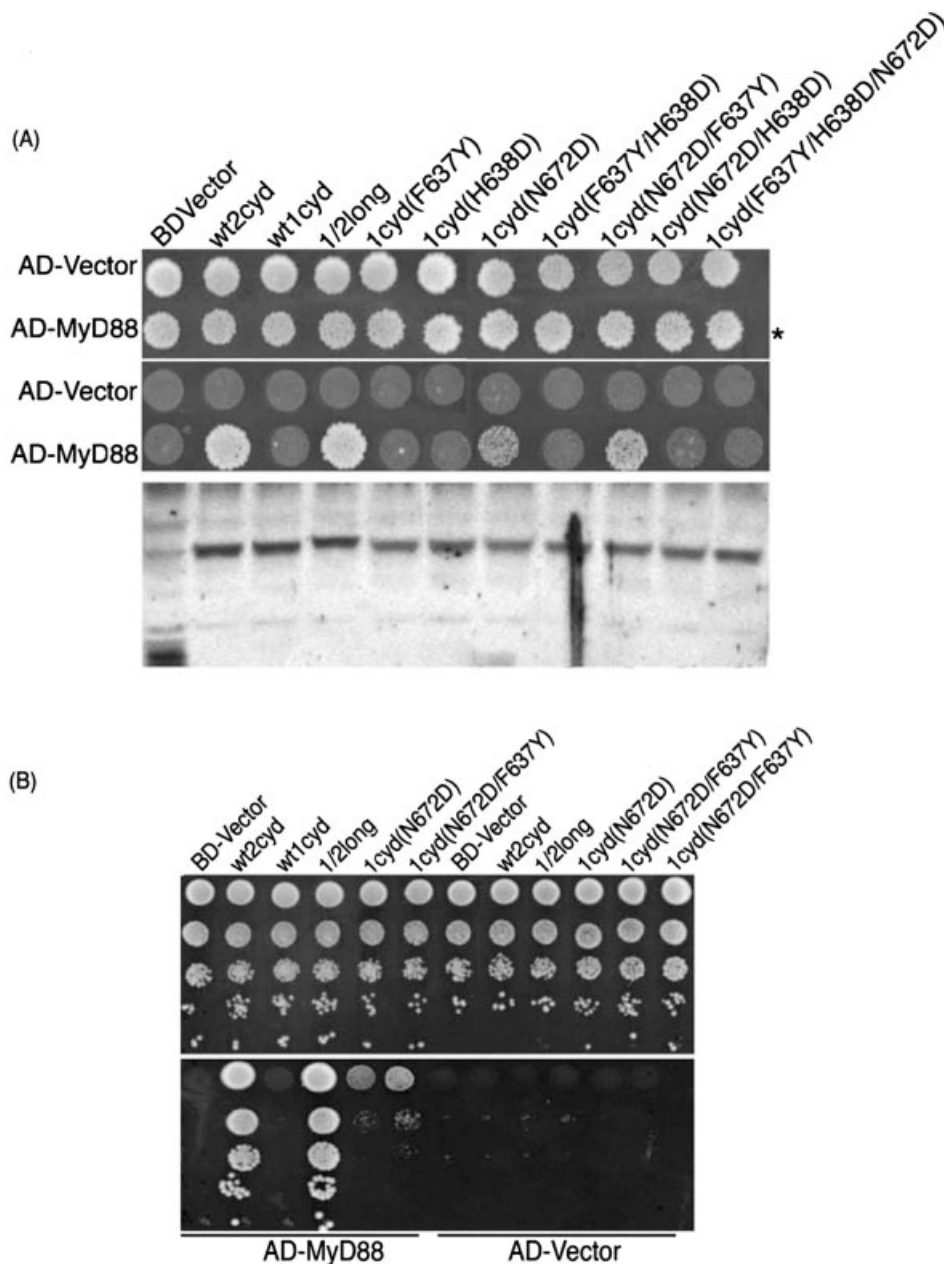 (A)
BDVector
wt2cyd
wt1cyd
1/2long
1cyd(F637Y)
1cyd(H638D)
1cyd(N672D)
1cyd(F637Y/H638D)
1cyd(N672D/F637Y)
1cyd(N672D/H638D)
1cyd(F637Y/H638D/N672D)
AD-Vector
AD-MyD88
*
AD-Vector
AD-MyD88
(B)
BD-Vector
wt2cyd
wt1cyd
1/2long
1cyd(N672D)
1cyd(N672D/F637Y)
BD-Vector
wt2cyd
1/2long
1cyd(N672D)
1cyd(N672D/F637Y)
1cyd(N672D/F637Y)
AD-MyD88
AD-Vector